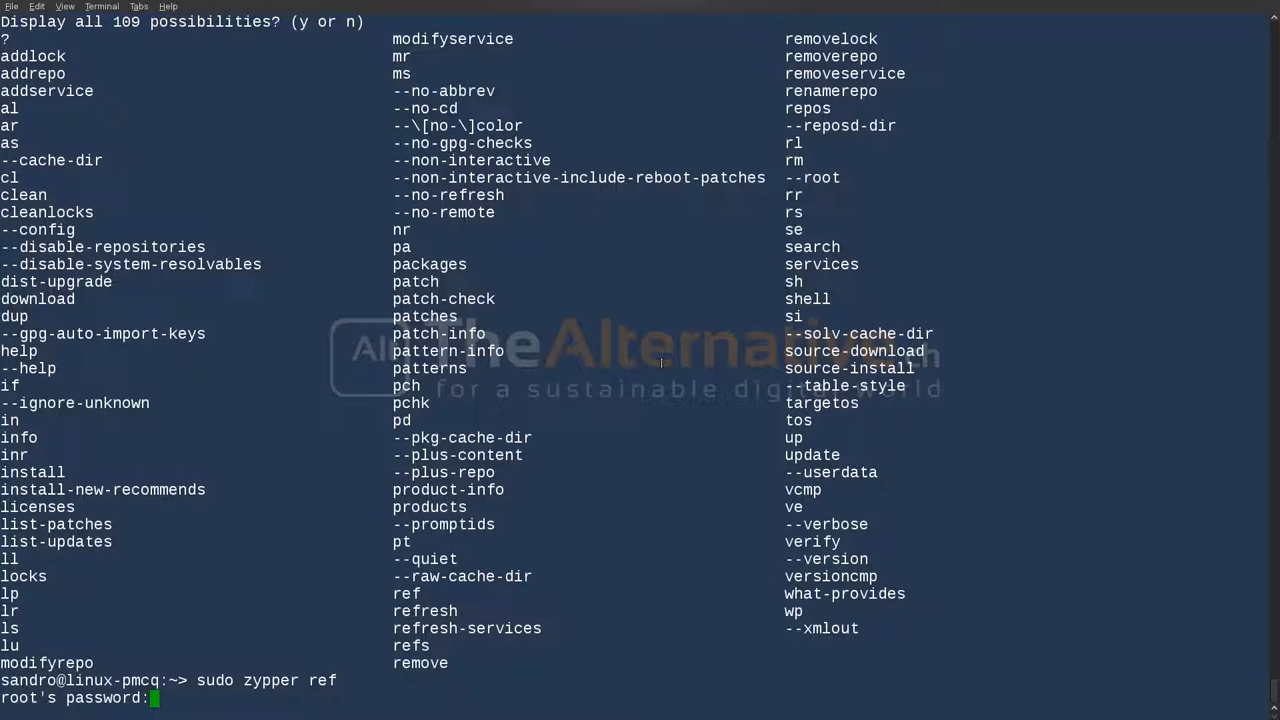 File Edit View Terminal Tabs Help
Display all 109 possibilities? (y or n)
? modifyservice removelock
addlock mr removerepo
addrepo ms removeservice
addservice --no-abbrev renamerepo
al --no-cd repos
ar --\[no-\]color --reposd-dir
as --no-gpg-checks rl
--cache-dir --non-interactive rm
cl --non-interactive-include-reboot-patches --root
clean --no-refresh rr
cleanlocks --no-remote rs
--config nr se
--disable-repositories pa search
--disable-system-resolvables packages services
dist-upgrade patch sh
download patch-check shell
dup patches si
--gpg-auto-import-keys patch-info --solv-cache-dir
help pattern-info source-download
--help patterns source-install
if pch --table-style
--ignore-unknown pchk targetos
in pd tos
info --pkg-cache-dir up
inr --plus-content update
install --plus-repo --userdata
install-new-recommends product-info vcmp
licenses products ve
list-patches --promptids --verbose
list-updates pt verify
ll --quiet --version
locks --raw-cache-dir versioncmp
lp ref what-provides
lr refresh wp
ls refresh-services --xmlout
lu refs
modifyrepo remove
sandro@linux-pmcq:~> sudo zypper ref
root's password:
TheAlternative.ch
for a sustainable digital world